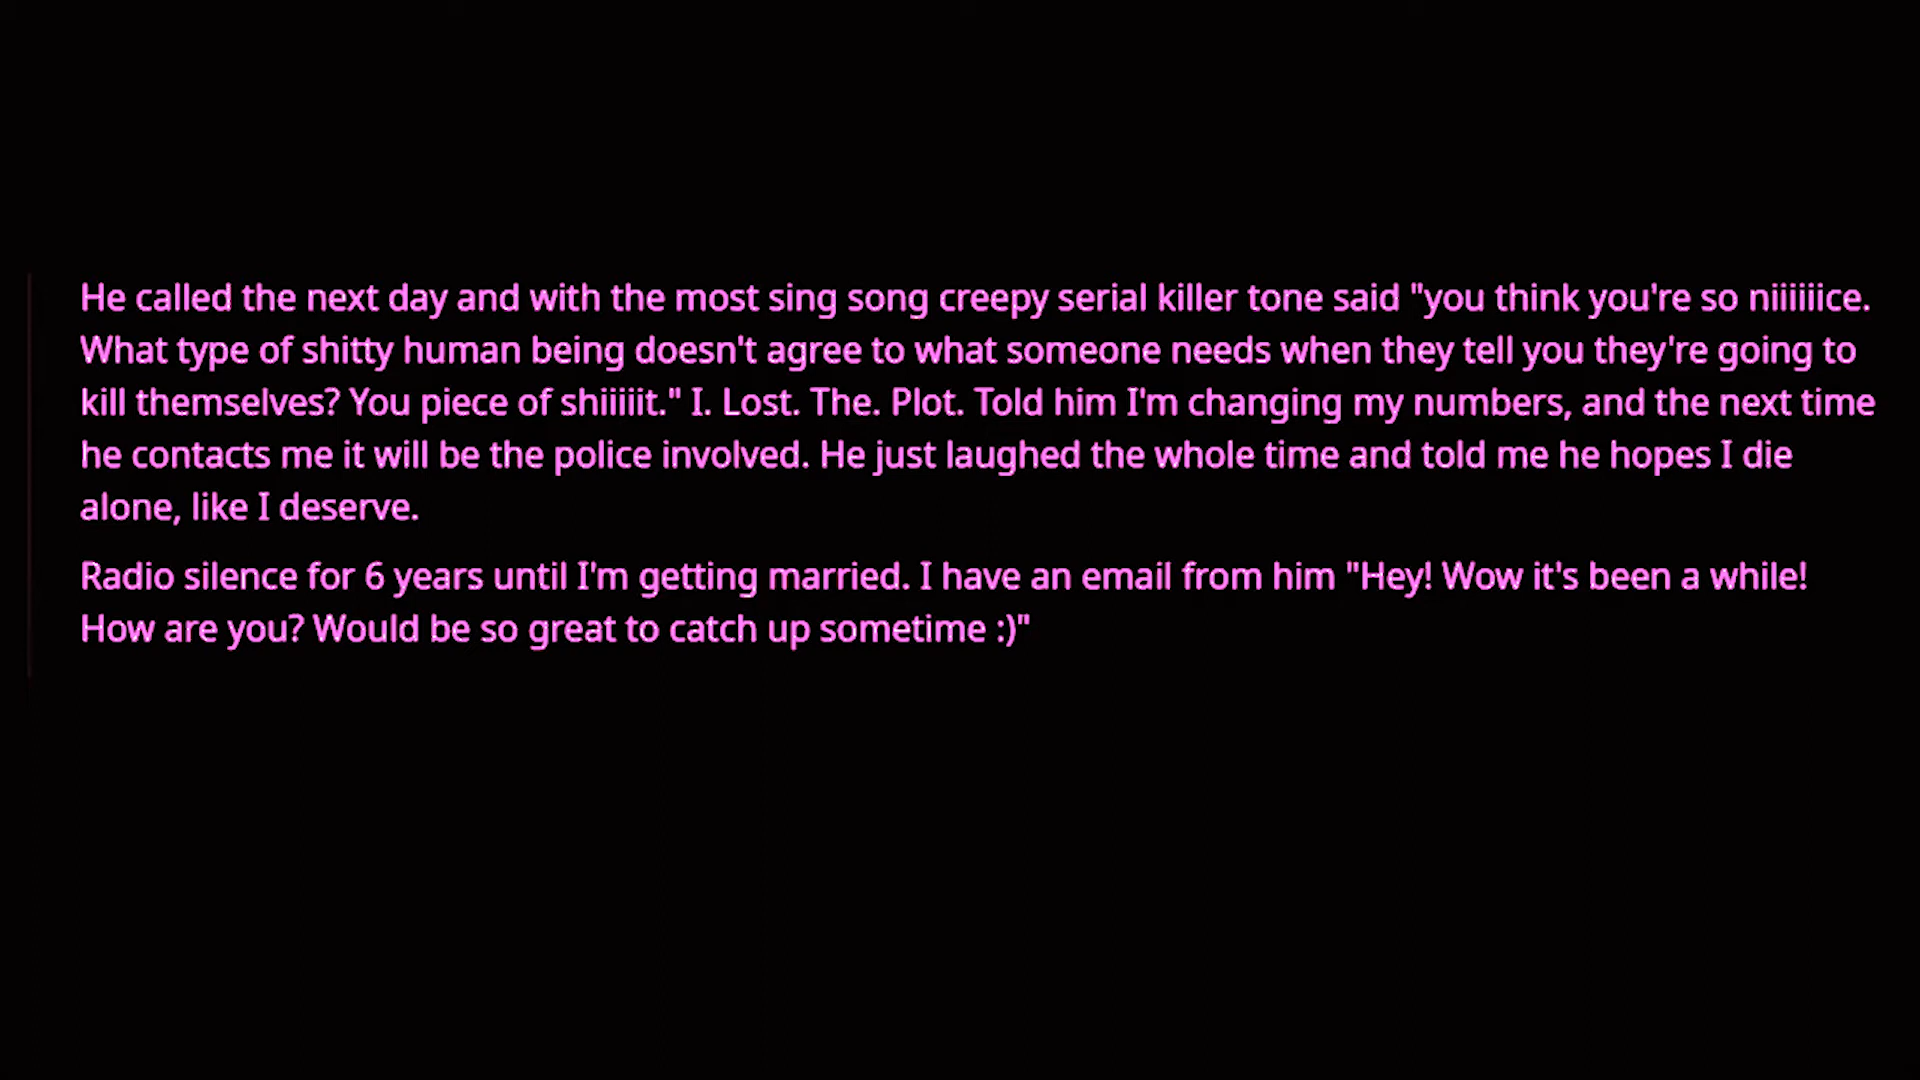 He called the next day and with the most sing song creepy serial killer tone said "you think you're so niiiiiice.
What type of shitty human being doesn't agree to what someone needs when they tell you they're going to
kill themselves? You piece of shiiiiit." I. Lost. The. Plot. Told him I'm changing my numbers, and the next time
he contacts me it will be the police involved. He just laughed the whole time and told me he hopes I die
alone, like I deserve.
Radio silence for 6 years until I'm getting married. I have an email from him "Hey! Wow it's been a while!
How are you? Would be so great to catch up sometime :)"